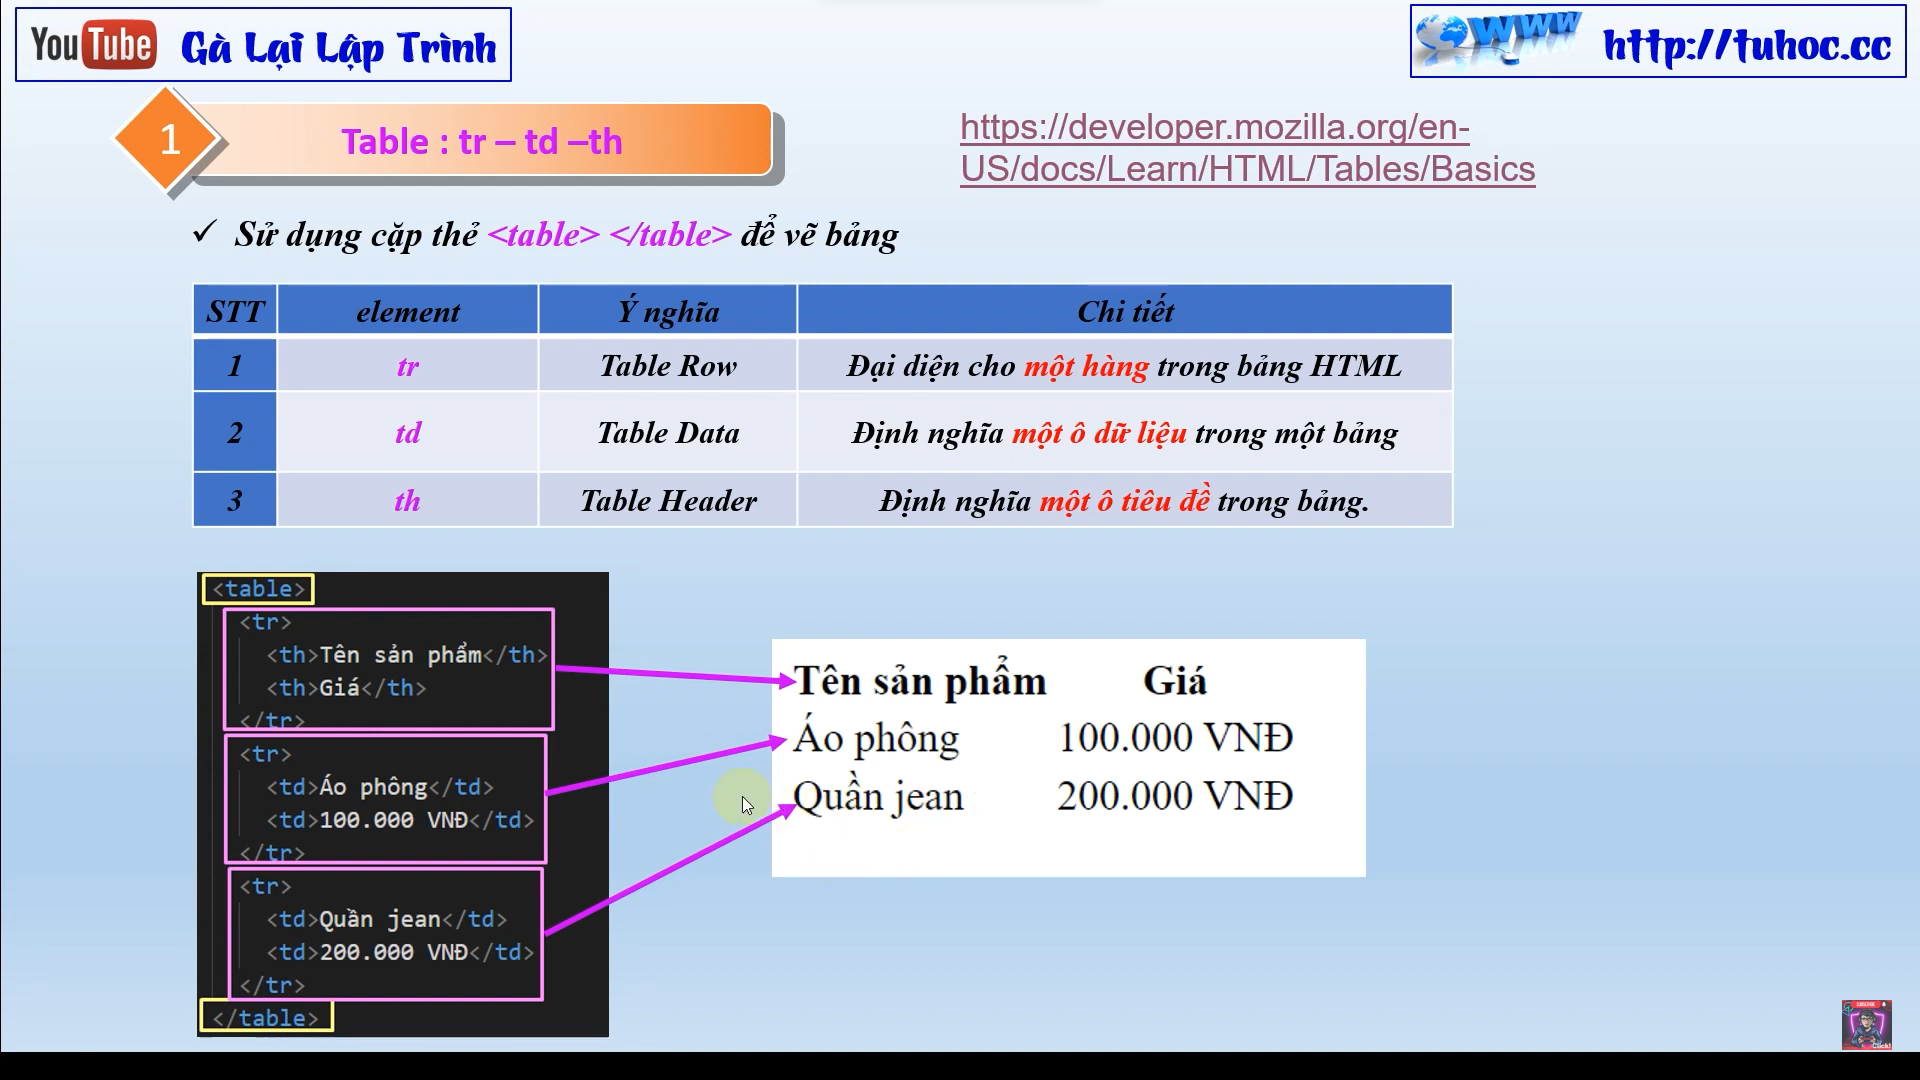 YouTube Gà Lại Lập Trình
WWW http://tuhoc.cc
1 Table : tr – td –th
https://developer.mozilla.org/en-
US/docs/Learn/HTML/Tables/Basics
✓ Sử dụng cặp thẻ <table> </table> để vẽ bảng
STT element Ý nghĩa Chi tiết
1 tr Table Row Đại diện cho một hàng trong bảng HTML
2 td Table Data Định nghĩa một ô dữ liệu trong một bảng
3 th Table Header Định nghĩa một ô tiêu đề trong bảng.
<table>
<tr>
<th>Tên sản phẩm</th>
<th>Giá</th>
</tr>
<tr>
<td>Áo phông</td>
<td>100.000 VNĐ</td>
</tr>
<tr>
<td>Quần jean</td>
<td>200.000 VNĐ</td>
</tr>
</table>
Tên sản phẩm Giá
Áo phông 100.000 VNĐ
Quần jean 200.000 VNĐ
SUBSCRIBE
Click!